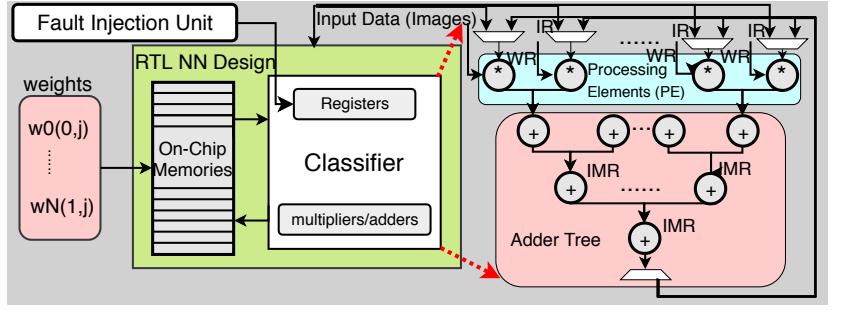 Fault Injection Unit
Input Data (Images)
IR
IR
IR
IR
......
RTL NN Design
WR
WR
WR
weights
* * * *
Processing
Elements (PE)
Registers
w0(0,j)
......
wN(1,j)
On-Chip
Memories
Classifier
+ + ... + +
IMR
IMR
+ ...... +
multipliers/adders
Adder Tree
+
IMR